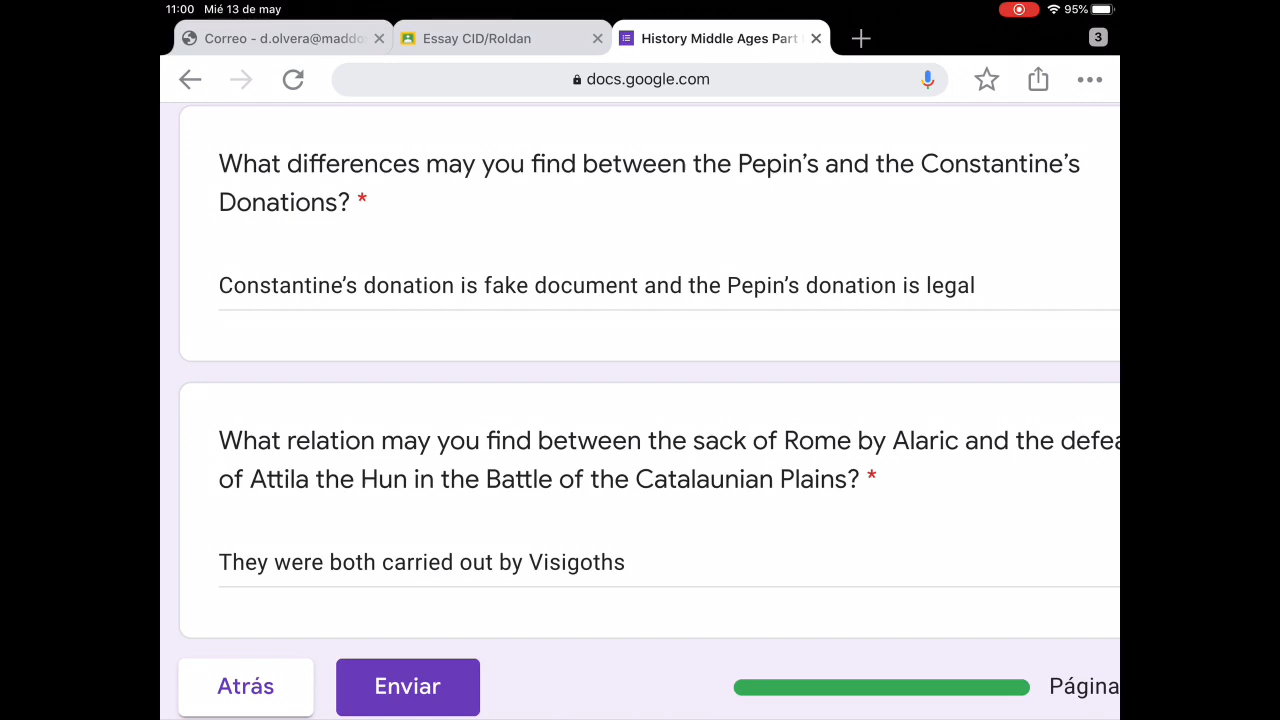 11:00 Mié 13 de may
95%
Correo - d.olvera@maddo
Essay CID/Roldan
History Middle Ages Part
3
docs.google.com
What differences may you find between the Pepin's and the Constantine's
Donations? *
Constantine's donation is fake document and the Pepin's donation is legal
What relation may you find between the sack of Rome by Alaric and the defea
of Attila the Hun in the Battle of the Catalaunian Plains? *
They were both carried out by Visigoths
Atrás
Enviar
Página